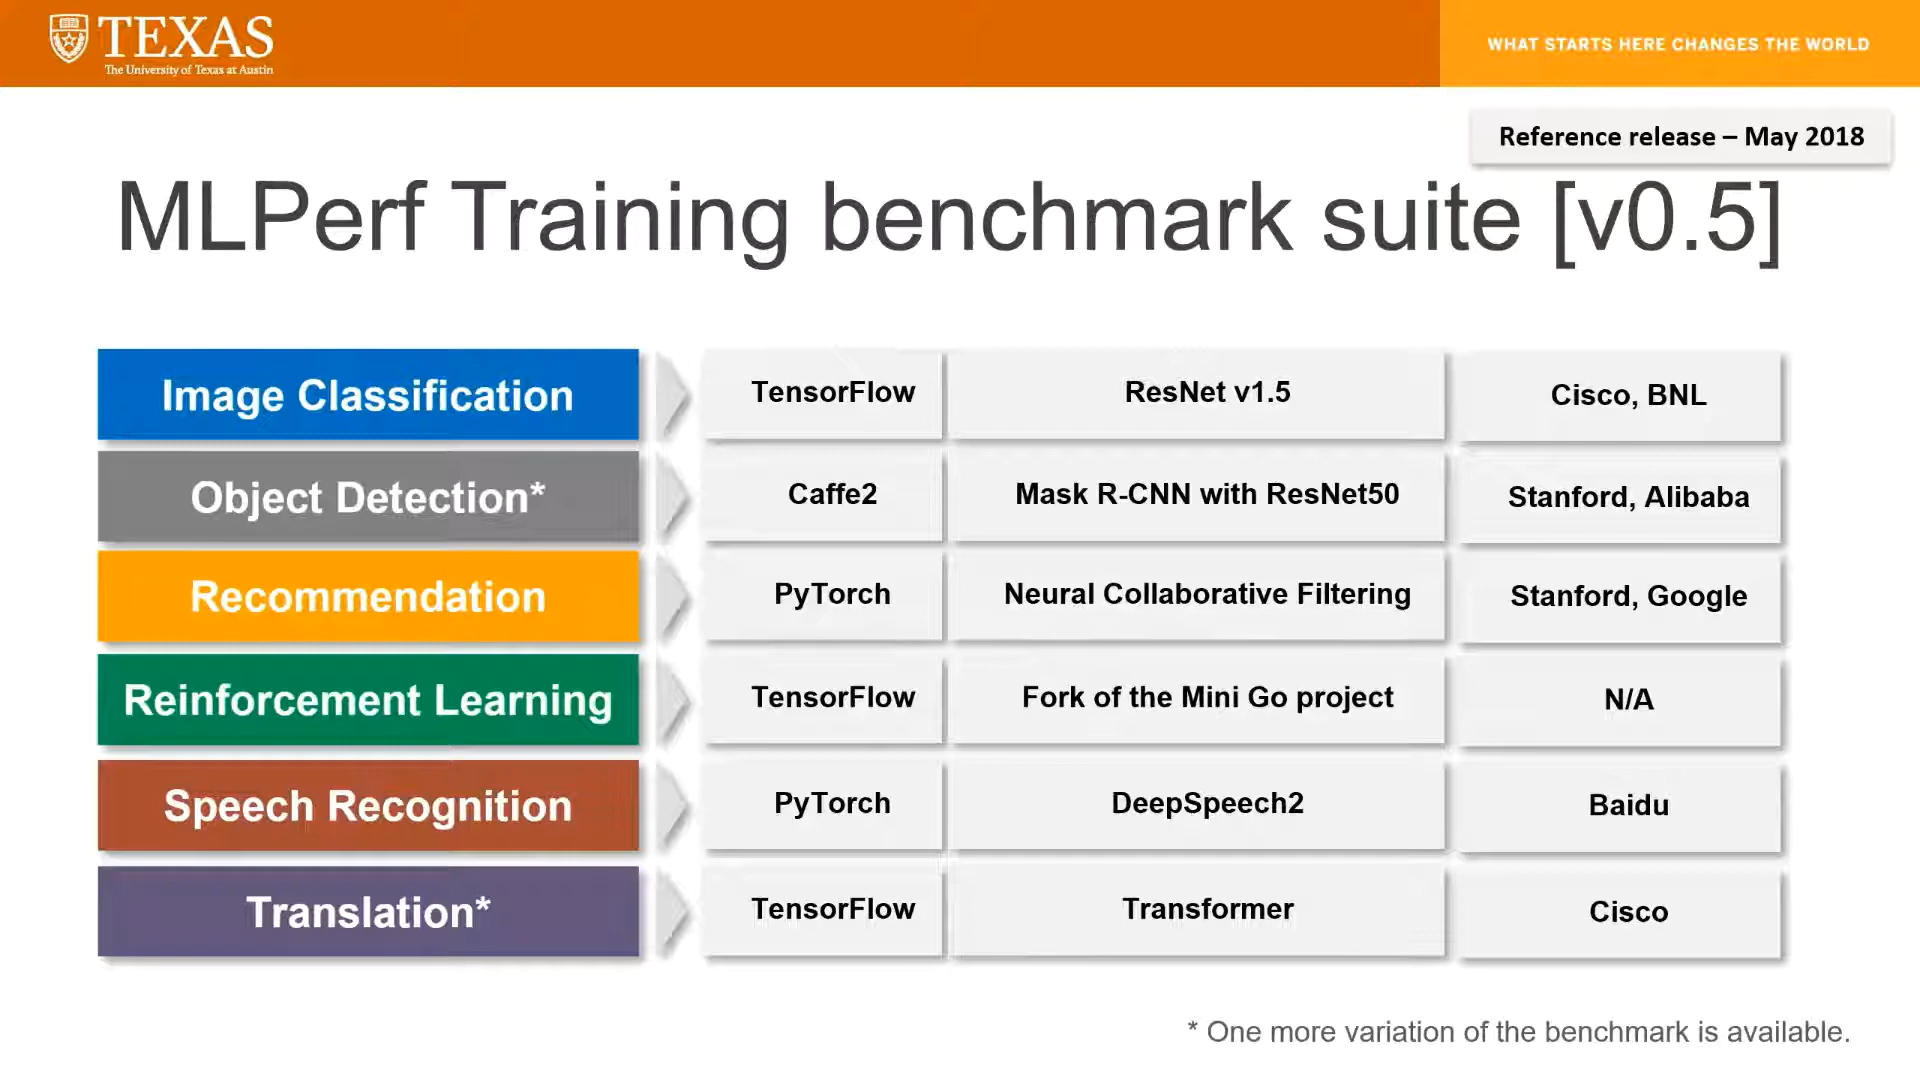 TEXAS
The University of Texas at Austin
WHAT STARTS HERE CHANGES THE WORLD
Reference release – May 2018
MLPerf Training benchmark suite [v0.5]
Image Classification TensorFlow ResNet v1.5 Cisco, BNL
Object Detection* Caffe2 Mask R-CNN with ResNet50 Stanford, Alibaba
Recommendation PyTorch Neural Collaborative Filtering Stanford, Google
Reinforcement Learning TensorFlow Fork of the Mini Go project N/A
Speech Recognition PyTorch DeepSpeech2 Baidu
Translation* TensorFlow Transformer Cisco
* One more variation of the benchmark is available.